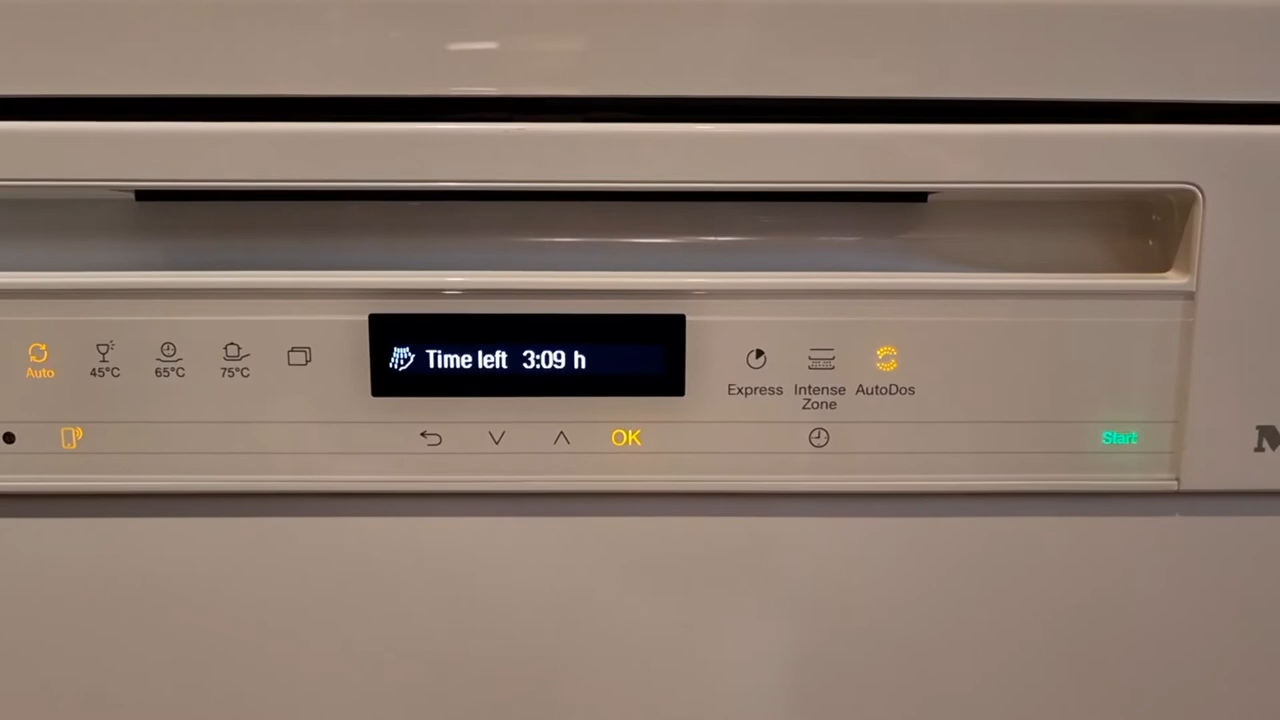 Auto
45°C
65°C
75°C
Time left 3:09 h
Express
Intense
Zone
AutoDos
OK
Start